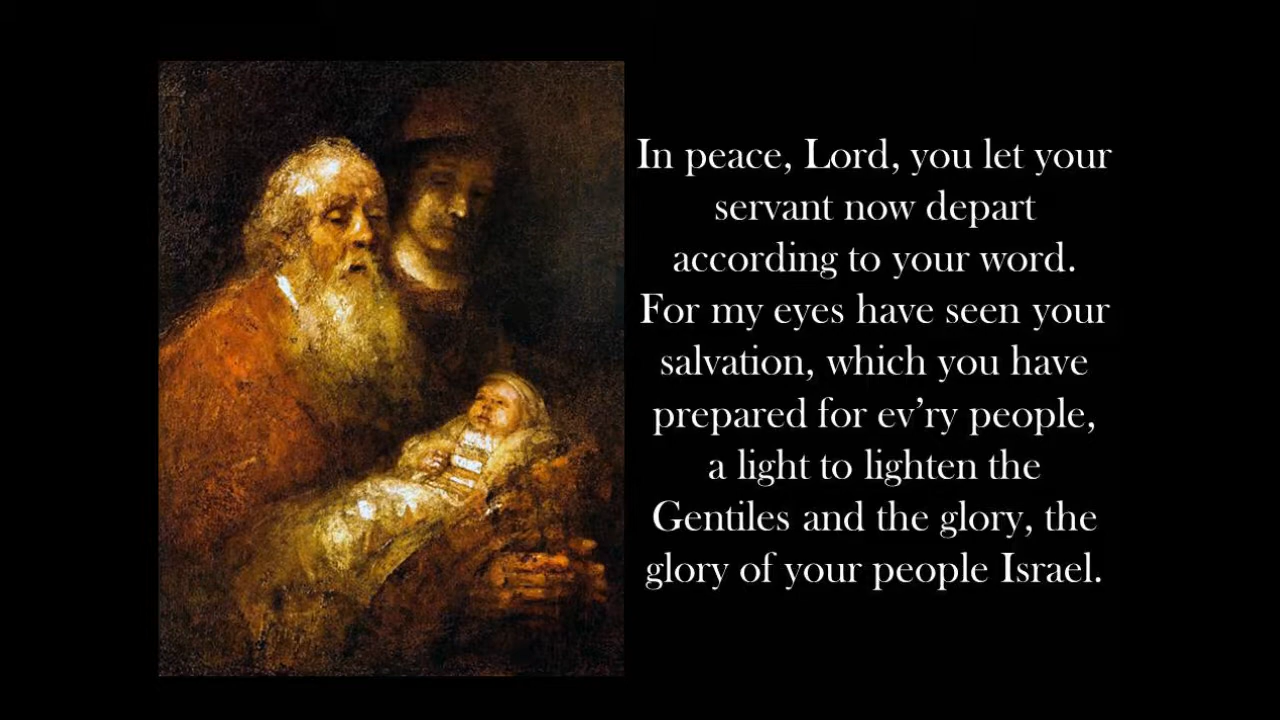 In peace, Lord, you let your
servant now depart
according to your word.
For my eyes have seen your
salvation, which you have
prepared for ev’ry people,
a light to lighten the
Gentiles and the glory, the
glory of your people Israel.